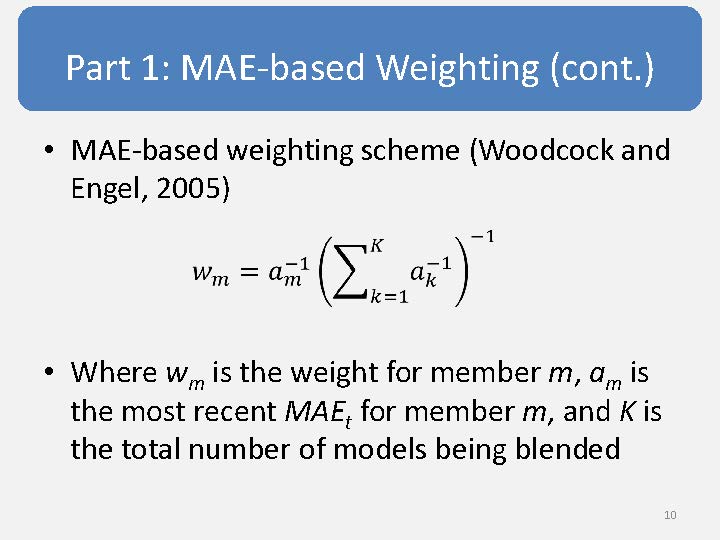 Part 1: MAE-based Weighting (cont.)
• MAE-based weighting scheme (Woodcock and
Engel, 2005)
$w_m = a_m^{-1} \left( \sum_{k=1}^{K} a_k^{-1} \right)^{-1}$
• Where $w_m$ is the weight for member m, $a_m$ is
the most recent $MAE_t$ for member m, and K is
the total number of models being blended
10